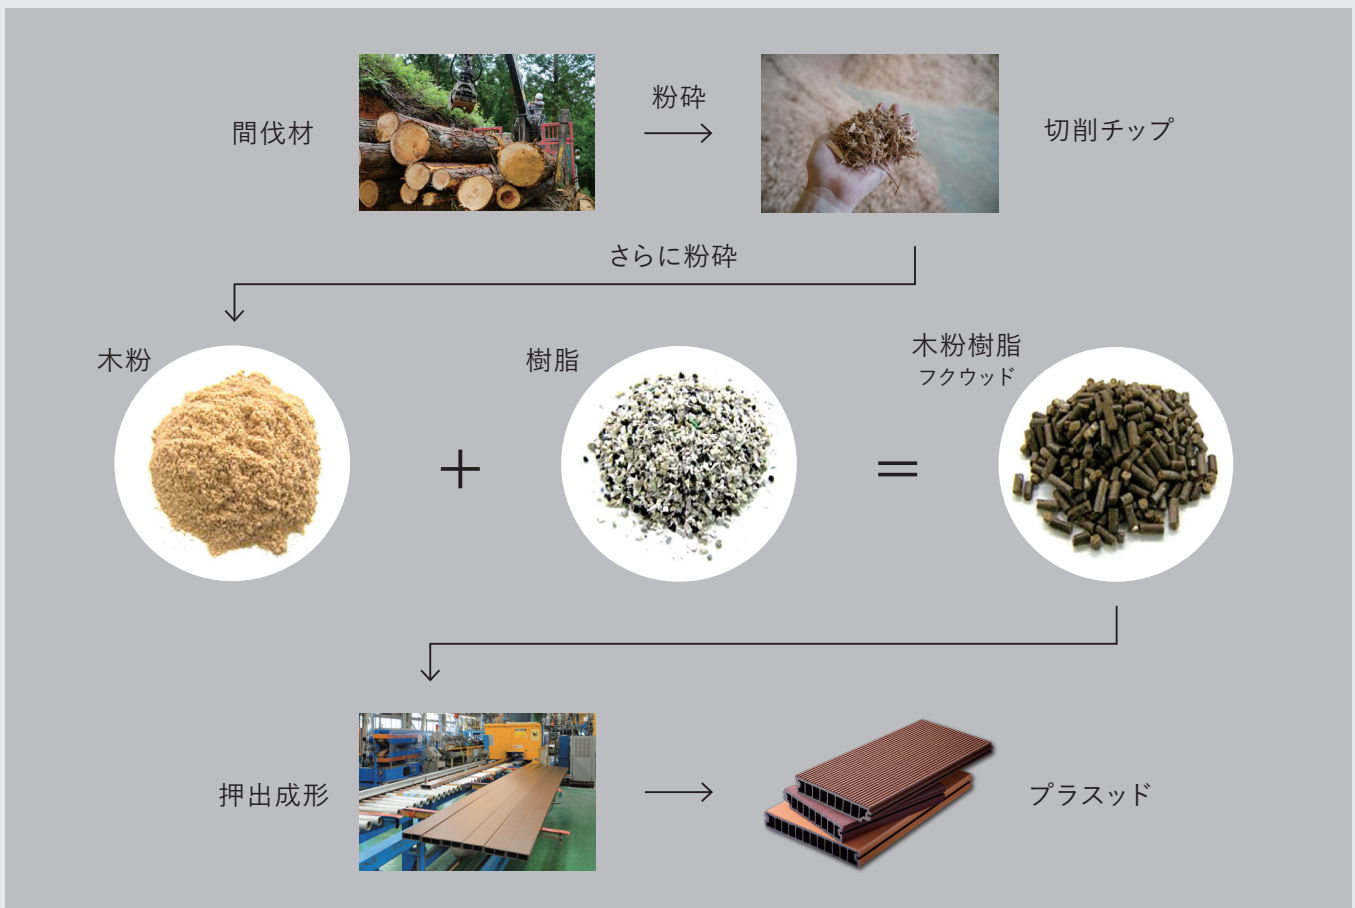 間伐材
粉砕
切削チップ
さらに粉砕
木粉
樹脂
木粉樹脂
フクウッド
+
=
押出成形
プラスッド